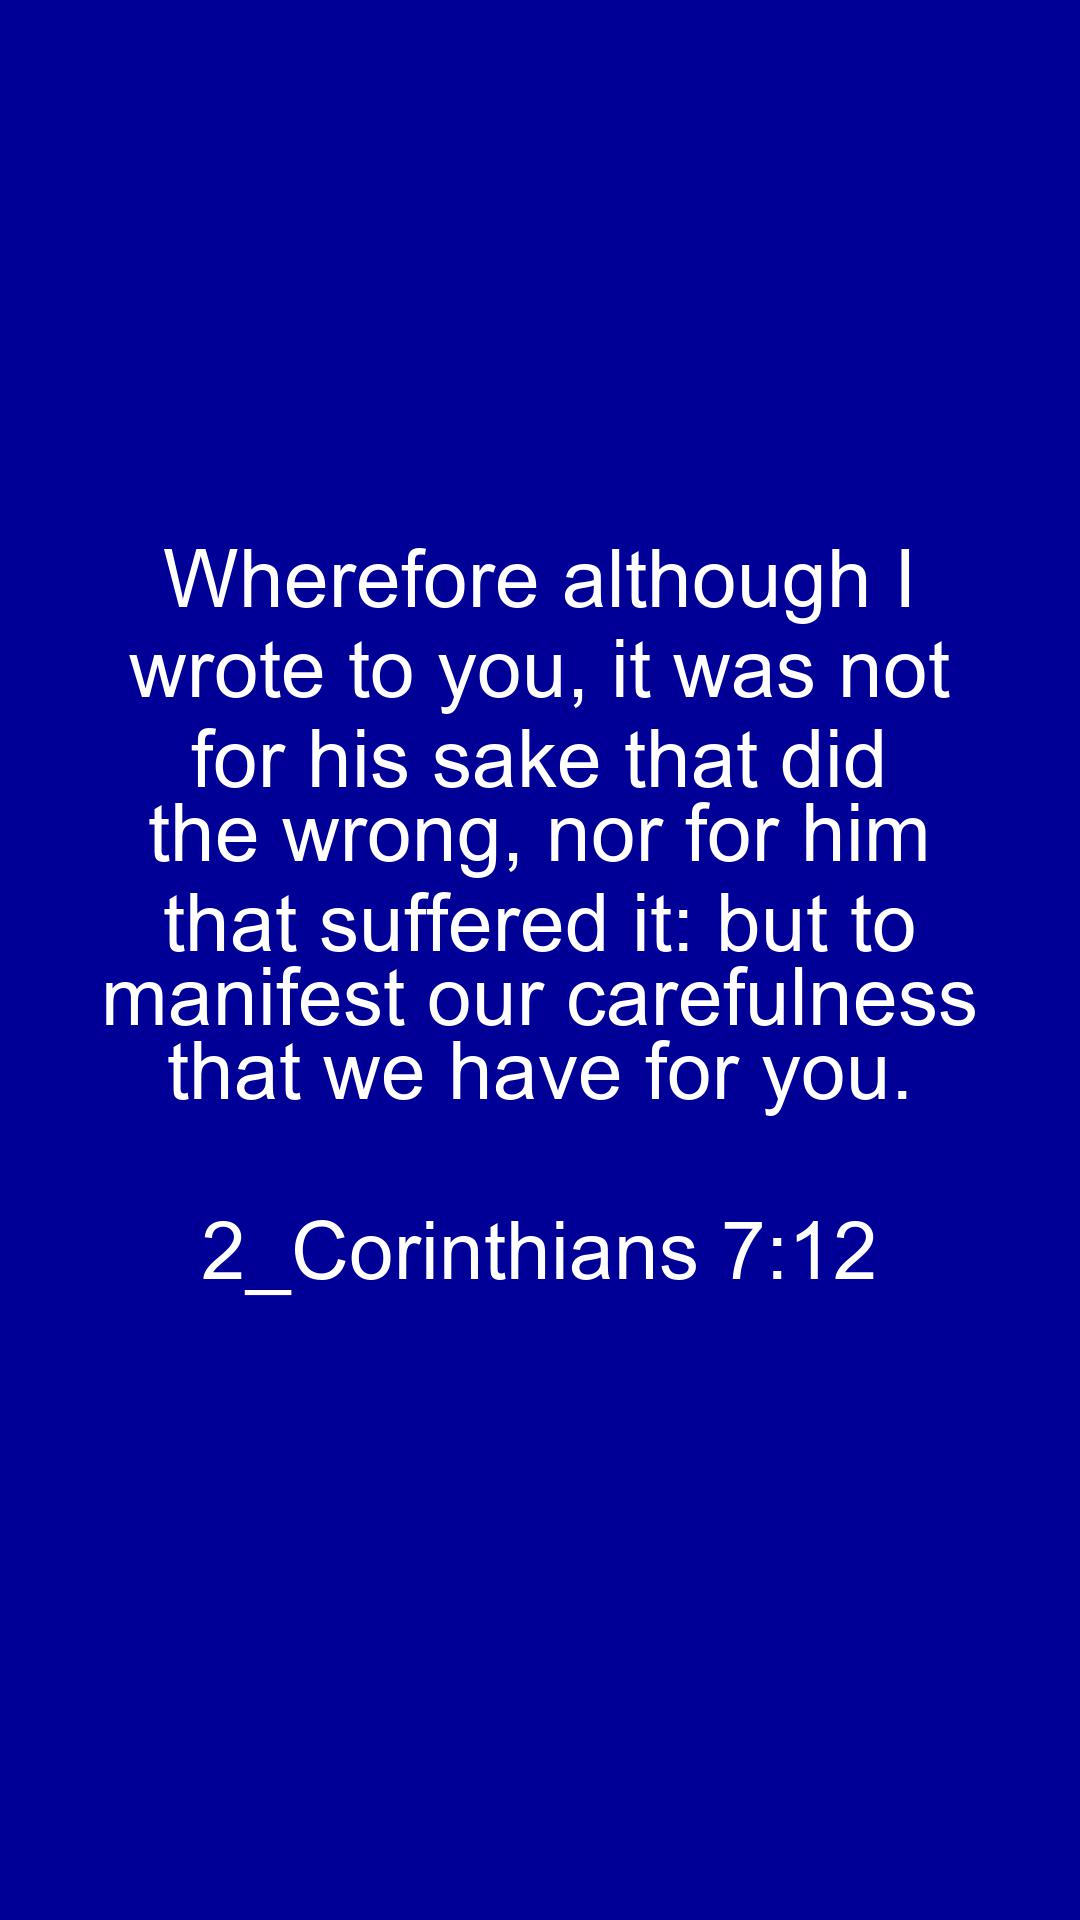 Wherefore although I
wrote to you, it was not
for his sake that did
the wrong, nor for him
that suffered it: but to
manifest our carefulness
that we have for you.
2_Corinthians 7:12